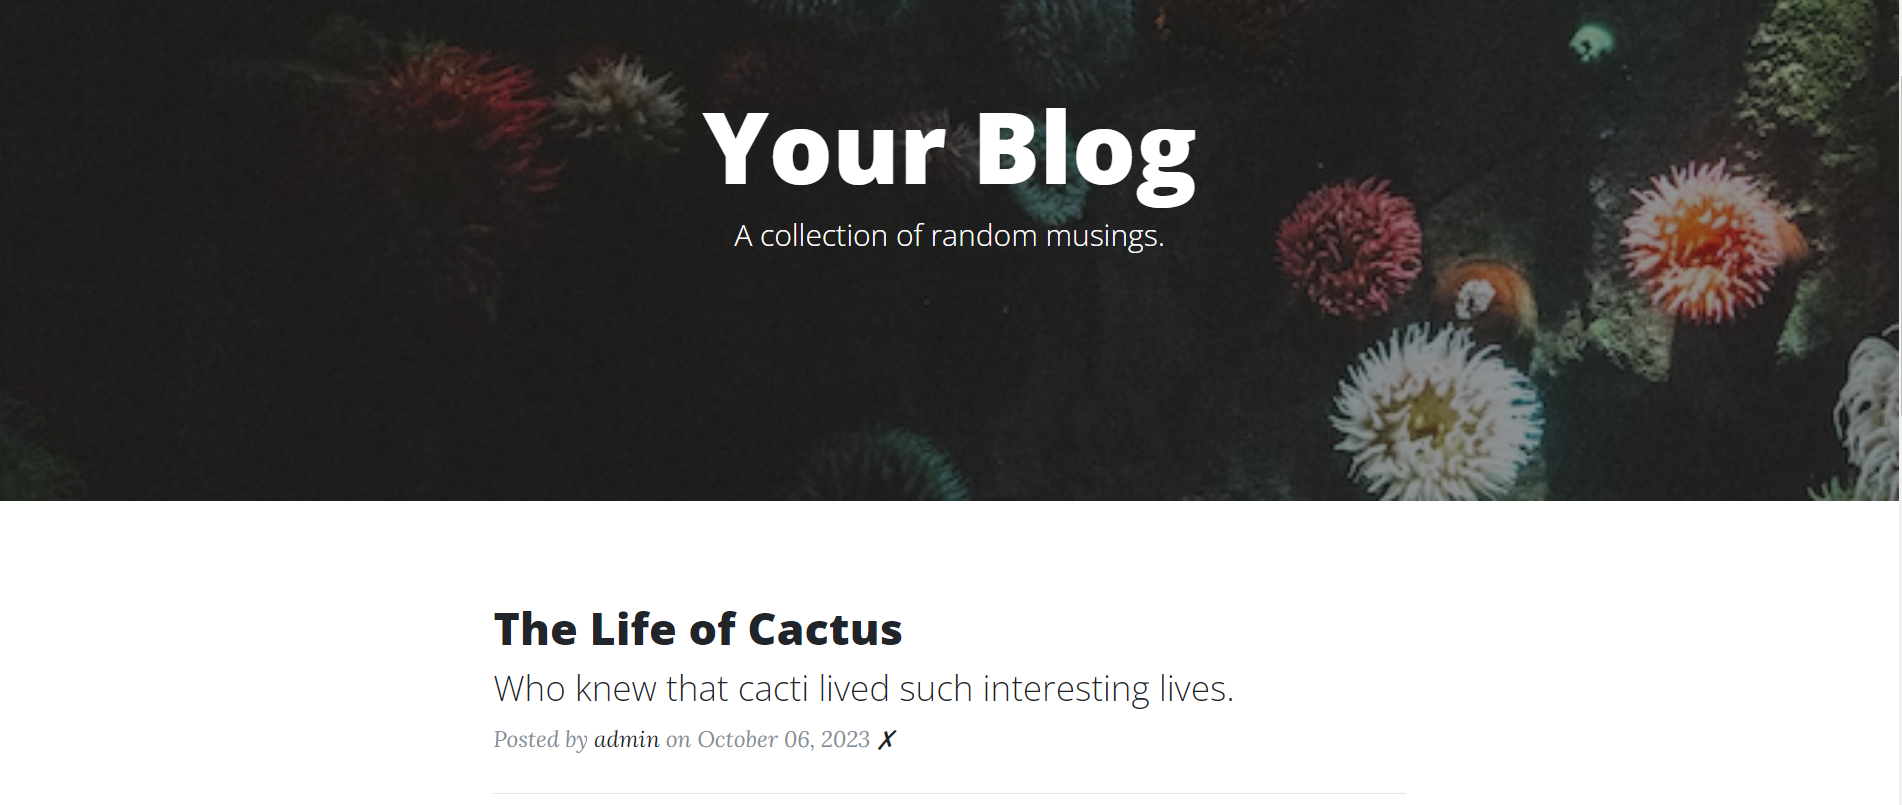 Your Blog
A collection of random musings.
The Life of Cactus
Who knew that cacti lived such interesting lives.
Posted by admin on October 06, 2023 ✗